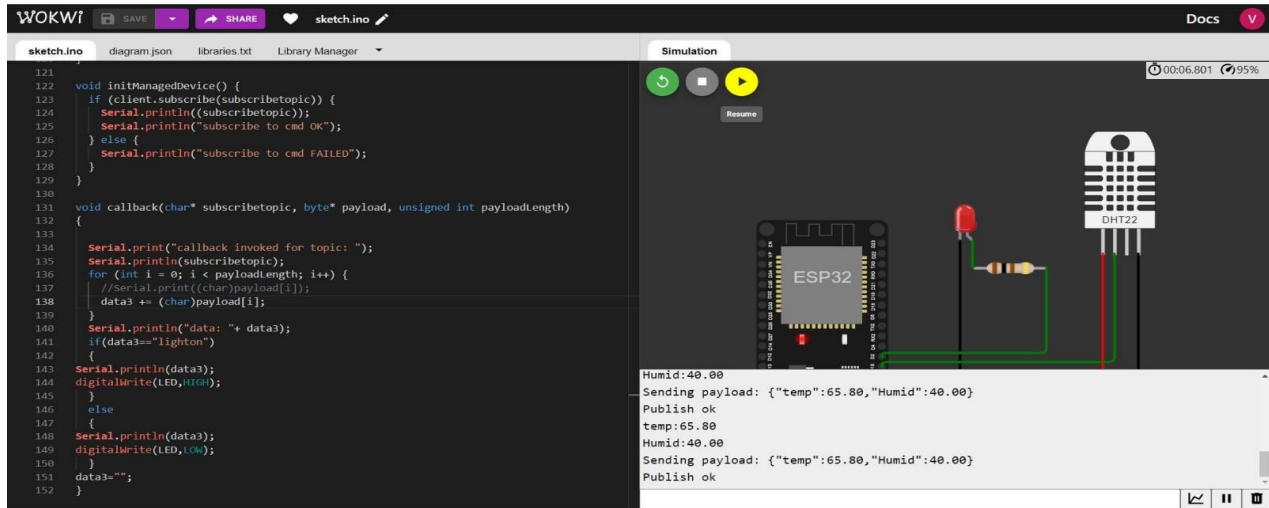 WOKWi SAVE SHARE sketch.ino Docs V
sketch.ino diagram.json libraries.txt Library Manager
121
122 void initManagedDevice() {
123 if (client.subscribe(subscribetopic)) {
124 Serial.println((subscribetopic));
125 Serial.println("subscribe to cmd OK");
126 } else {
127 Serial.println("subscribe to cmd FAILED");
128 }
129 }
130
131 void callback(char* subscribetopic, byte* payload, unsigned int payloadLength)
132 {
133
134 Serial.print("callback invoked for topic: ");
135 Serial.println(subscribetopic);
136 for (int i = 0; i < payloadLength; i++) {
137 //Serial.print((char)payload[i]);
138 data3 += (char)payload[i];
139 }
140 Serial.println("data: "+ data3);
141 if(data3=="lighton")
142 {
143 Serial.println(data3);
144 digitalWrite(LED,HIGH);
145 }
146 else
147 {
148 Serial.println(data3);
149 digitalWrite(LED,LOW);
150 }
151 data3="";
152 }
Simulation
00:06.801 95%
Resume
DHT22
ESP32
Humid:40.00
Sending payload: {"temp":65.80,"Humid":40.00}
Publish ok
temp:65.80
Humid:40.00
Sending payload: {"temp":65.80,"Humid":40.00}
Publish ok